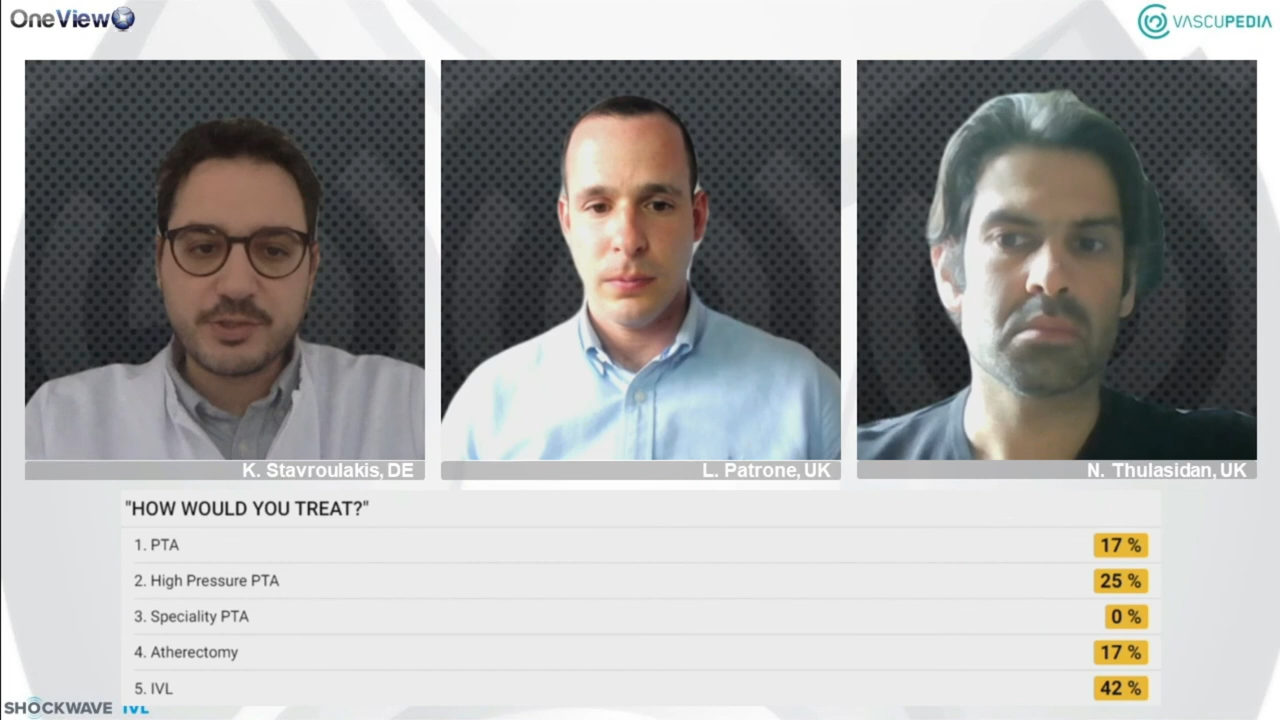 OneView
VASCUPEDIA
K. Stavroulakis, DE
L. Patrone, UK
N. Thulasidan, UK
"HOW WOULD YOU TREAT?"
1. PTA
17 %
2. High Pressure PTA
25 %
3. Speciality PTA
0 %
4. Atherectomy
17 %
5. IVL
42 %
SHOCKWAVE IVL